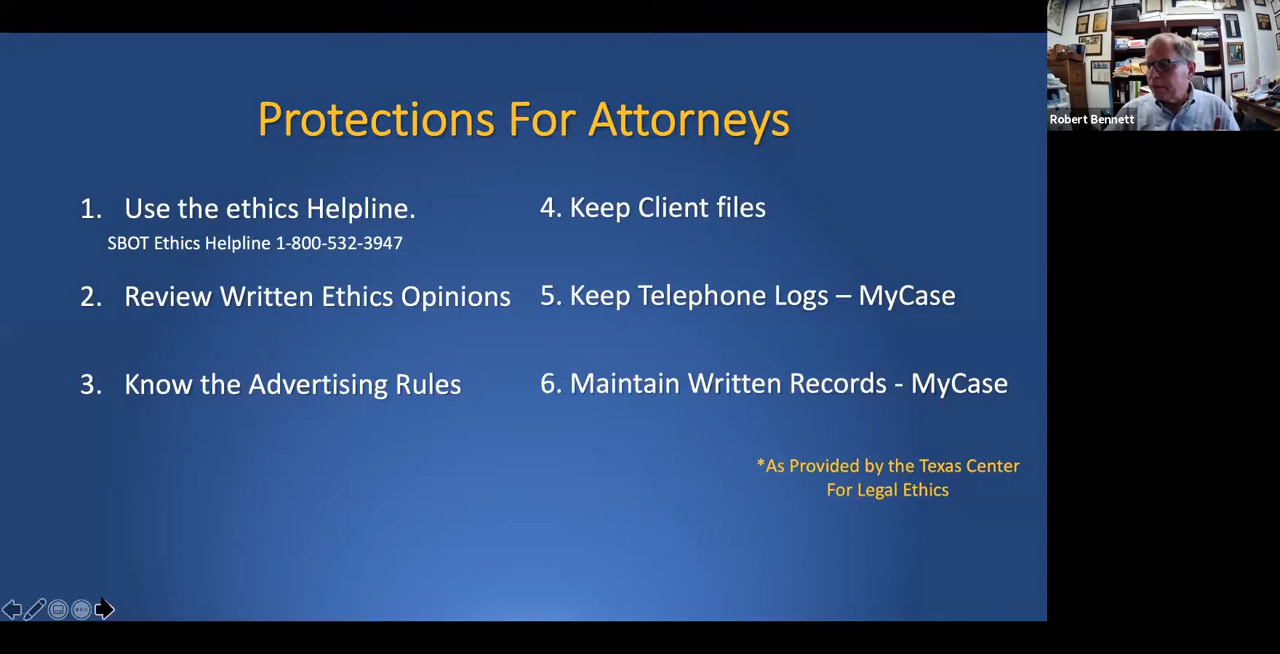 Protections For Attorneys
1. Use the ethics Helpline.
SBOT Ethics Helpline 1-800-532-3947
2. Review Written Ethics Opinions
3. Know the Advertising Rules
4. Keep Client files
5. Keep Telephone Logs – MyCase
6. Maintain Written Records - MyCase
*As Provided by the Texas Center
For Legal Ethics
Robert Bennett